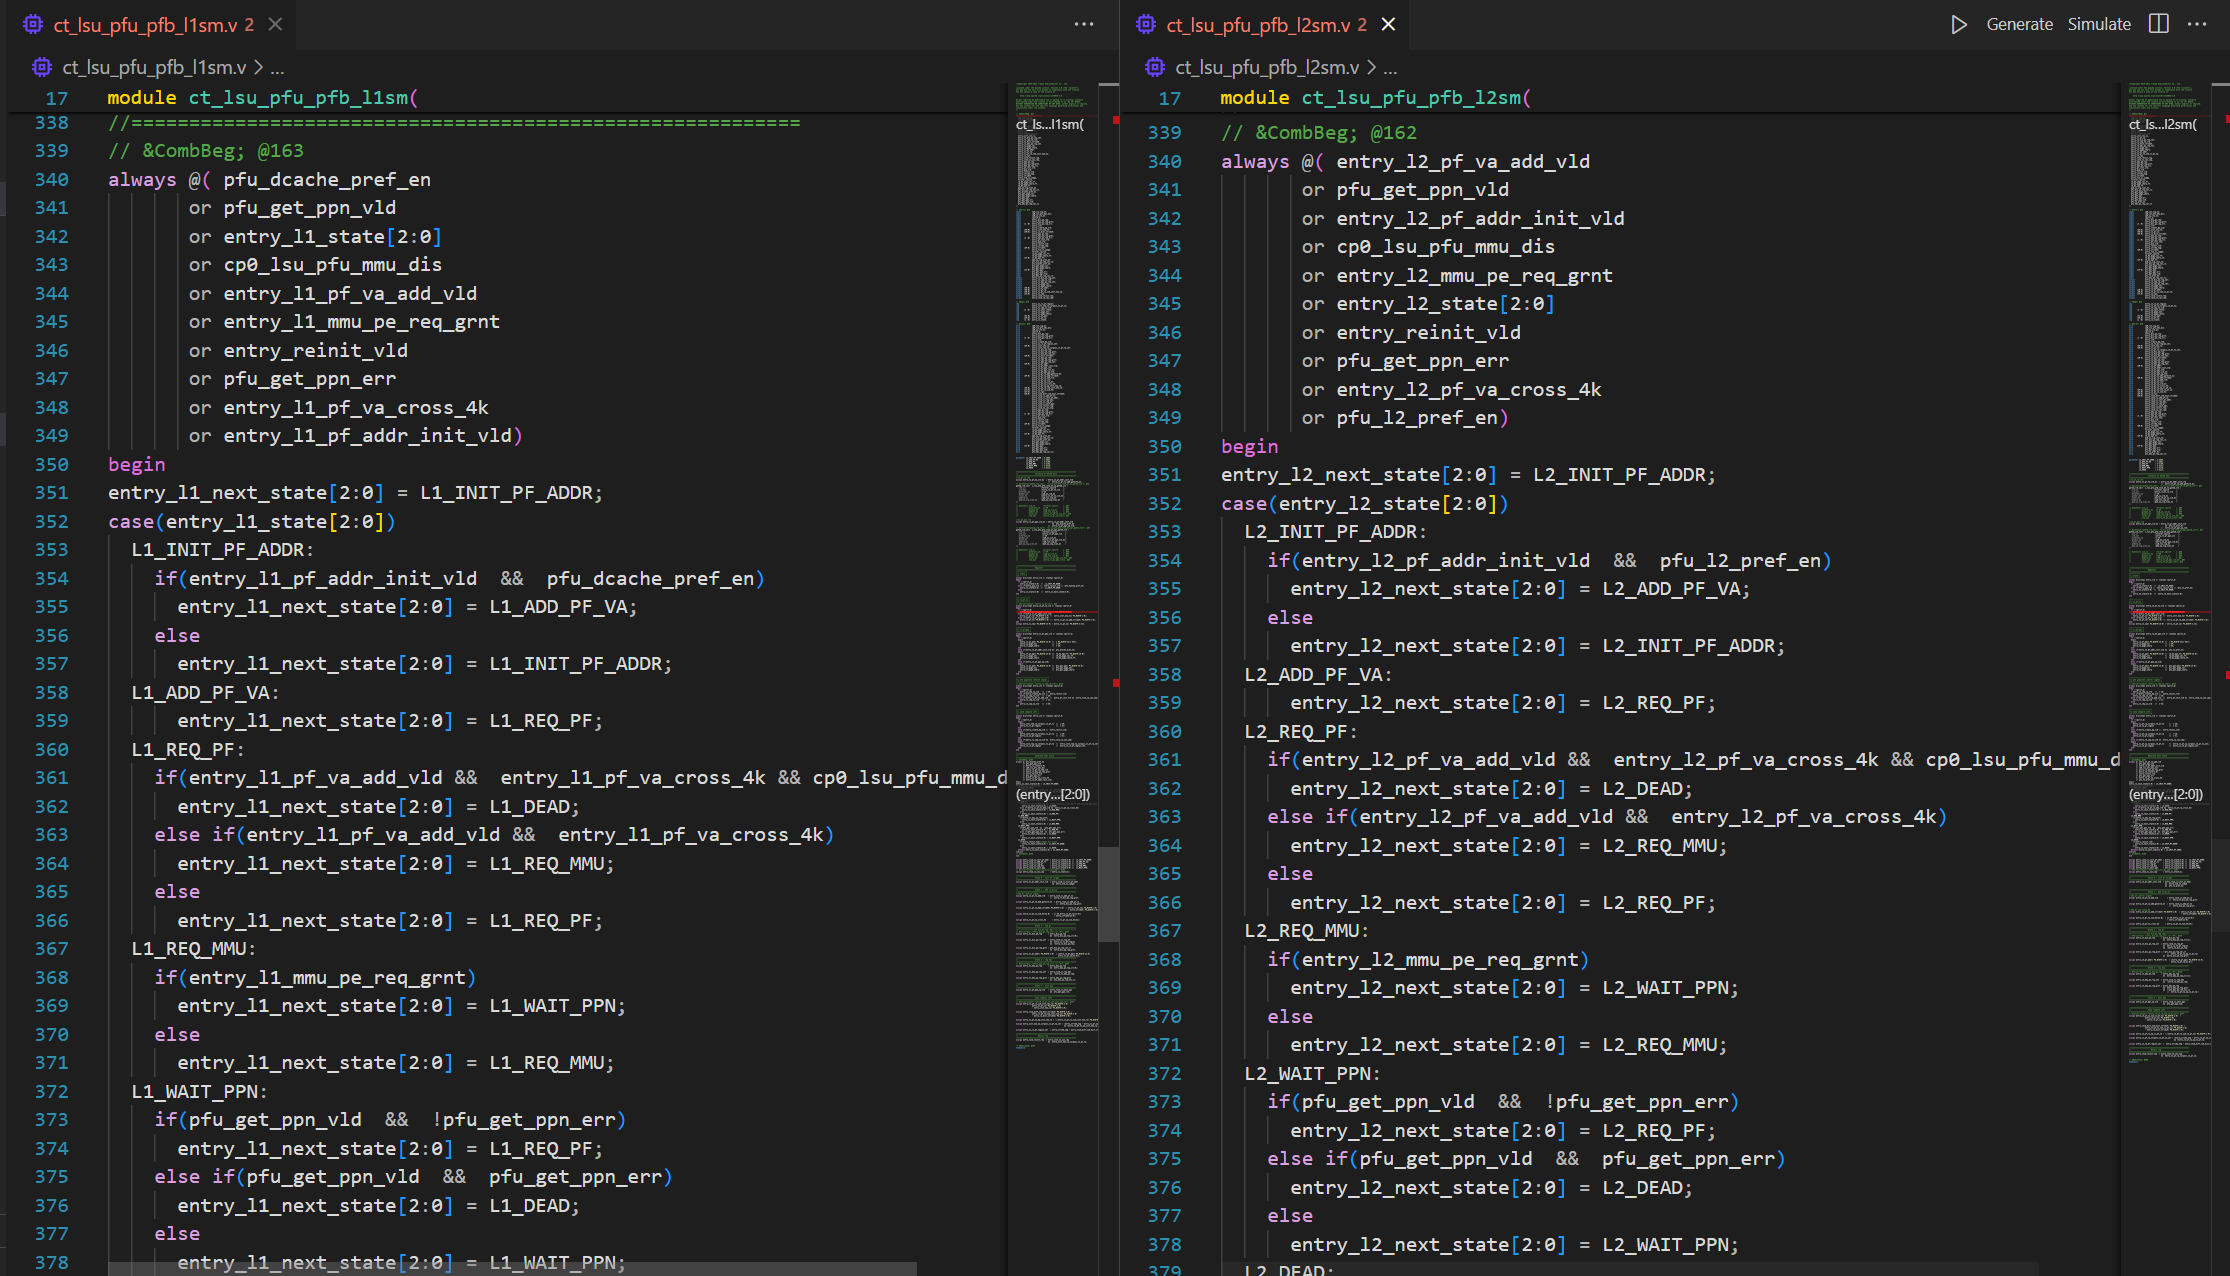 ct_lsu_pfu_pfb_l1sm.v 2
ct_lsu_pfu_pfb_l1sm.v > ...
17 module ct_lsu_pfu_pfb_l1sm(
338 //==========================================================
339 // &CombBeg; @163
340 always @( pfu_dcache_pref_en
341 or pfu_get_ppn_vld
342 or entry_l1_state[2:0]
343 or cp0_lsu_pfu_mmu_dis
344 or entry_l1_pf_va_add_vld
345 or entry_l1_mmu_pe_req_grnt
346 or entry_reinit_vld
347 or pfu_get_ppn_err
348 or entry_l1_pf_va_cross_4k
349 or entry_l1_pf_addr_init_vld)
350 begin
351 entry_l1_next_state[2:0] = L1_INIT_PF_ADDR;
352 case(entry_l1_state[2:0])
353 L1_INIT_PF_ADDR:
354 if(entry_l1_pf_addr_init_vld  &&  pfu_dcache_pref_en)
355 entry_l1_next_state[2:0] = L1_ADD_PF_VA;
356 else
357 entry_l1_next_state[2:0] = L1_INIT_PF_ADDR;
358 L1_ADD_PF_VA:
359 entry_l1_next_state[2:0] = L1_REQ_PF;
360 L1_REQ_PF:
361 if(entry_l1_pf_va_add_vld &&  entry_l1_pf_va_cross_4k && cp0_lsu_pfu_mmu_d
362 entry_l1_next_state[2:0] = L1_DEAD;
363 else if(entry_l1_pf_va_add_vld &&  entry_l1_pf_va_cross_4k)
364 entry_l1_next_state[2:0] = L1_REQ_MMU;
365 else
366 entry_l1_next_state[2:0] = L1_REQ_PF;
367 L1_REQ_MMU:
368 if(entry_l1_mmu_pe_req_grnt)
369 entry_l1_next_state[2:0] = L1_WAIT_PPN;
370 else
371 entry_l1_next_state[2:0] = L1_REQ_MMU;
372 L1_WAIT_PPN:
373 if(pfu_get_ppn_vld  &&  !pfu_get_ppn_err)
374 entry_l1_next_state[2:0] = L1_REQ_PF;
375 else if(pfu_get_ppn_vld  &&  pfu_get_ppn_err)
376 entry_l1_next_state[2:0] = L1_DEAD;
377 else
378 entry_l1_next_state[2:0] = L1_WAIT_PPN;
ct_ls...l1sm(
(entry...[2:0])
ct_lsu_pfu_pfb_l2sm.v 2
Generate Simulate
ct_lsu_pfu_pfb_l2sm.v > ...
17 module ct_lsu_pfu_pfb_l2sm(
339 // &CombBeg; @162
340 always @( entry_l2_pf_va_add_vld
341 or pfu_get_ppn_vld
342 or entry_l2_pf_addr_init_vld
343 or cp0_lsu_pfu_mmu_dis
344 or entry_l2_mmu_pe_req_grnt
345 or entry_l2_state[2:0]
346 or entry_reinit_vld
347 or pfu_get_ppn_err
348 or entry_l2_pf_va_cross_4k
349 or pfu_l2_pref_en)
350 begin
351 entry_l2_next_state[2:0] = L2_INIT_PF_ADDR;
352 case(entry_l2_state[2:0])
353 L2_INIT_PF_ADDR:
354 if(entry_l2_pf_addr_init_vld  &&  pfu_l2_pref_en)
355 entry_l2_next_state[2:0] = L2_ADD_PF_VA;
356 else
357 entry_l2_next_state[2:0] = L2_INIT_PF_ADDR;
358 L2_ADD_PF_VA:
359 entry_l2_next_state[2:0] = L2_REQ_PF;
360 L2_REQ_PF:
361 if(entry_l2_pf_va_add_vld &&  entry_l2_pf_va_cross_4k && cp0_lsu_pfu_mmu_d
362 entry_l2_next_state[2:0] = L2_DEAD;
363 else if(entry_l2_pf_va_add_vld &&  entry_l2_pf_va_cross_4k)
364 entry_l2_next_state[2:0] = L2_REQ_MMU;
365 else
366 entry_l2_next_state[2:0] = L2_REQ_PF;
367 L2_REQ_MMU:
368 if(entry_l2_mmu_pe_req_grnt)
369 entry_l2_next_state[2:0] = L2_WAIT_PPN;
370 else
371 entry_l2_next_state[2:0] = L2_REQ_MMU;
372 L2_WAIT_PPN:
373 if(pfu_get_ppn_vld  &&  !pfu_get_ppn_err)
374 entry_l2_next_state[2:0] = L2_REQ_PF;
375 else if(pfu_get_ppn_vld  &&  pfu_get_ppn_err)
376 entry_l2_next_state[2:0] = L2_DEAD;
377 else
378 entry_l2_next_state[2:0] = L2_WAIT_PPN;
379 L2_DEAD:
ct_ls...l2sm(
(entry...[2:0])